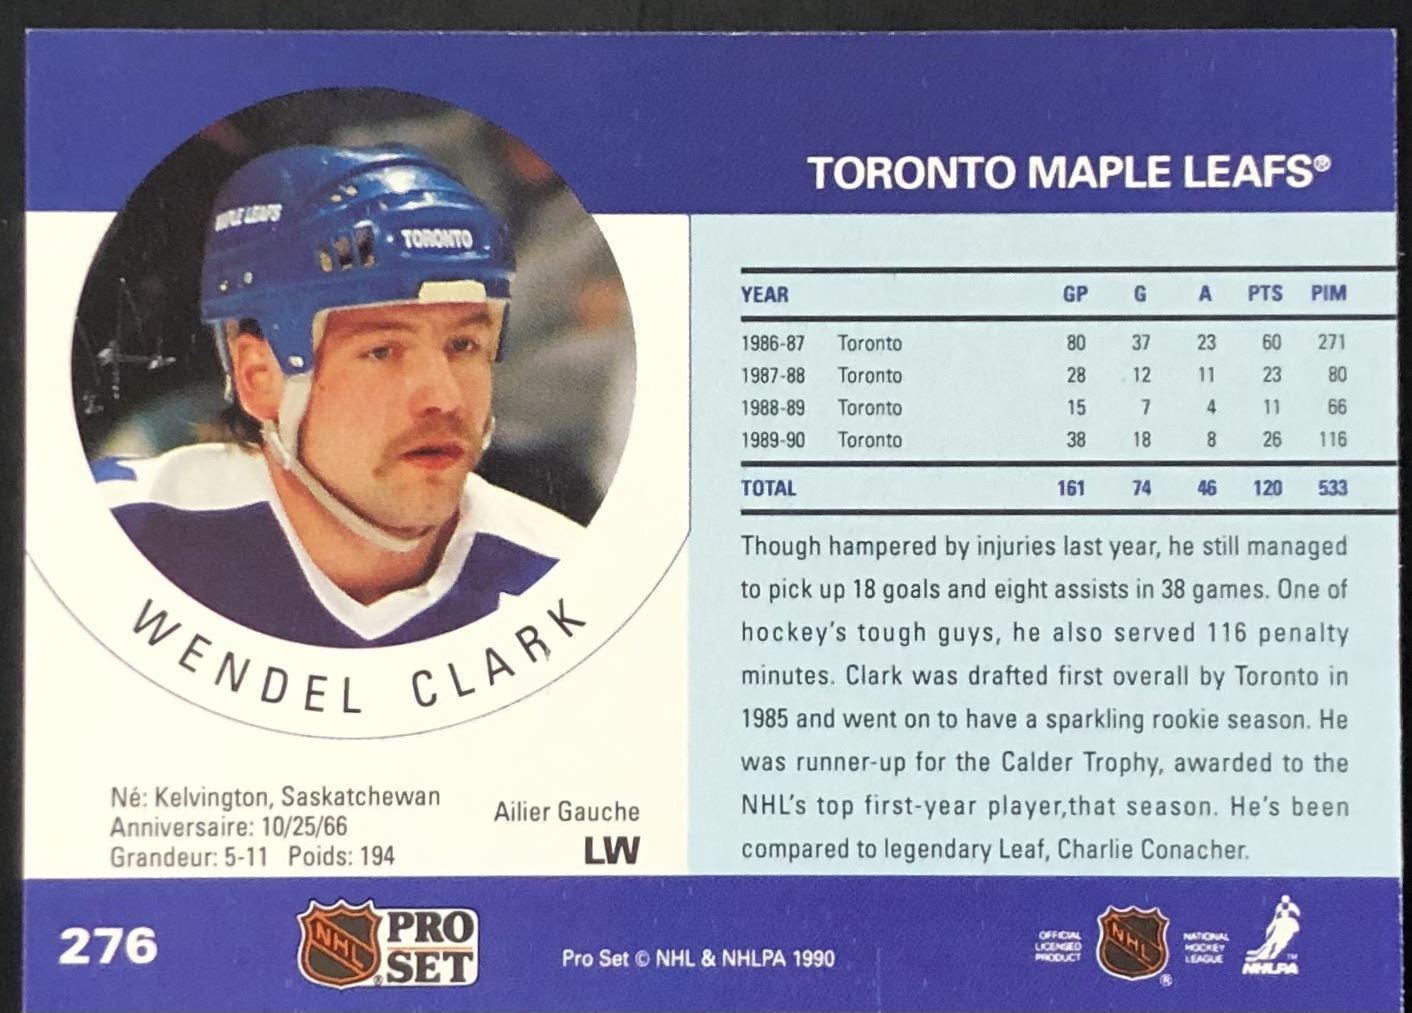 TORONTO MAPLE LEAFS®
MAPLE LEAFS
TORONTO
WENDEL CLARK
Né: Kelvington, Saskatchewan
Anniversaire: 10/25/66
Grandeur: 5-11 Poids: 194
Ailier Gauche
LW
YEAR GP G A PTS PIM
1986-87 Toronto 80 37 23 60 271
1987-88 Toronto 28 12 11 23 80
1988-89 Toronto 15 7 4 11 66
1989-90 Toronto 38 18 8 26 116
TOTAL 161 74 46 120 533
Though hampered by injuries last year, he still managed
to pick up 18 goals and eight assists in 38 games. One of
hockey's tough guys, he also served 116 penalty
minutes. Clark was drafted first overall by Toronto in
1985 and went on to have a sparkling rookie season. He
was runner-up for the Calder Trophy, awarded to the
NHL's top first-year player,that season. He's been
compared to legendary Leaf, Charlie Conacher.
276
NHL
PRO
SET
Pro Set © NHL & NHLPA 1990
OFFICIAL
LICENSED
PRODUCT
NHL
®
NATIONAL
HOCKEY
LEAGUE
NHLPA
TM